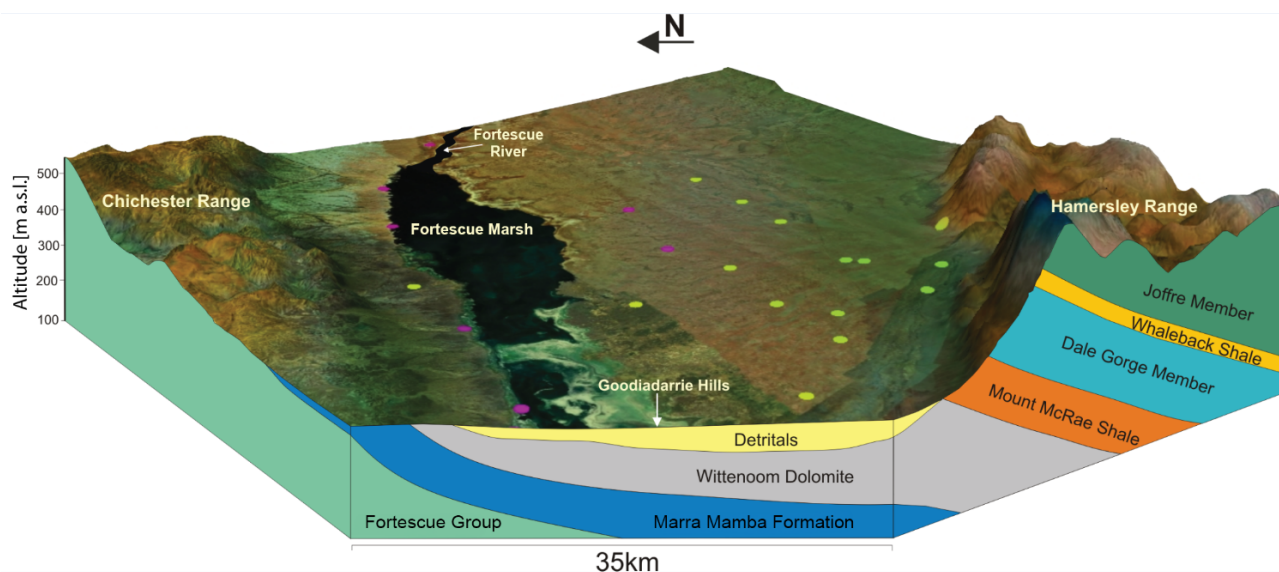 N
Fortescue
River
500
400
300
200
100
Altitude [m a.s.l.]
Chichester Range
Fortescue Marsh
Hamersley Range
Joffre Member
Whaleback Shale
Dale Gorge Member
Mount McRae Shale
Goodiadarrie Hills
Detritals
Wittenoom Dolomite
Fortescue Group
Marra Mamba Formation
35km